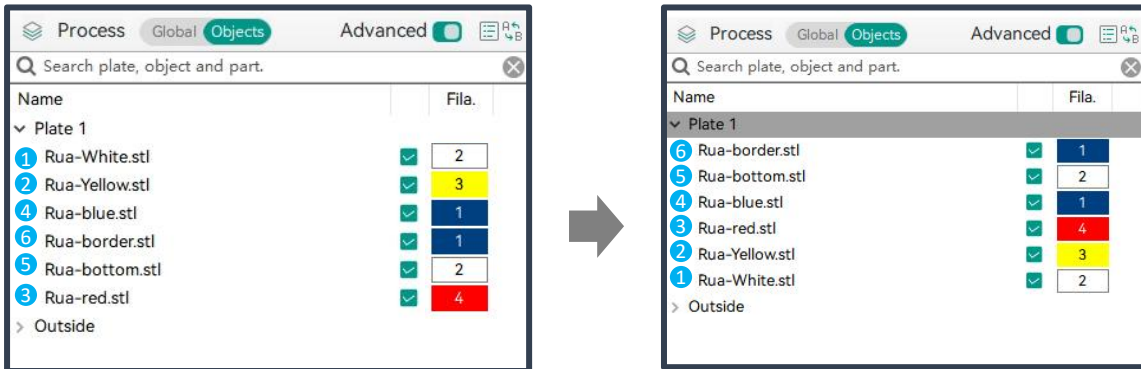 Process Global Objects Advanced A B
Search plate, object and part.
Name Fila.
Plate 1
1 Rua-White.stl 2
2 Rua-Yellow.stl 3
4 Rua-blue.stl 1
6 Rua-border.stl 1
5 Rua-bottom.stl 2
3 Rua-red.stl 4
Outside
Process Global Objects Advanced A B
Search plate, object and part.
Name Fila.
Plate 1
6 Rua-border.stl 1
5 Rua-bottom.stl 2
4 Rua-blue.stl 1
3 Rua-red.stl 4
2 Rua-Yellow.stl 3
1 Rua-White.stl 2
Outside